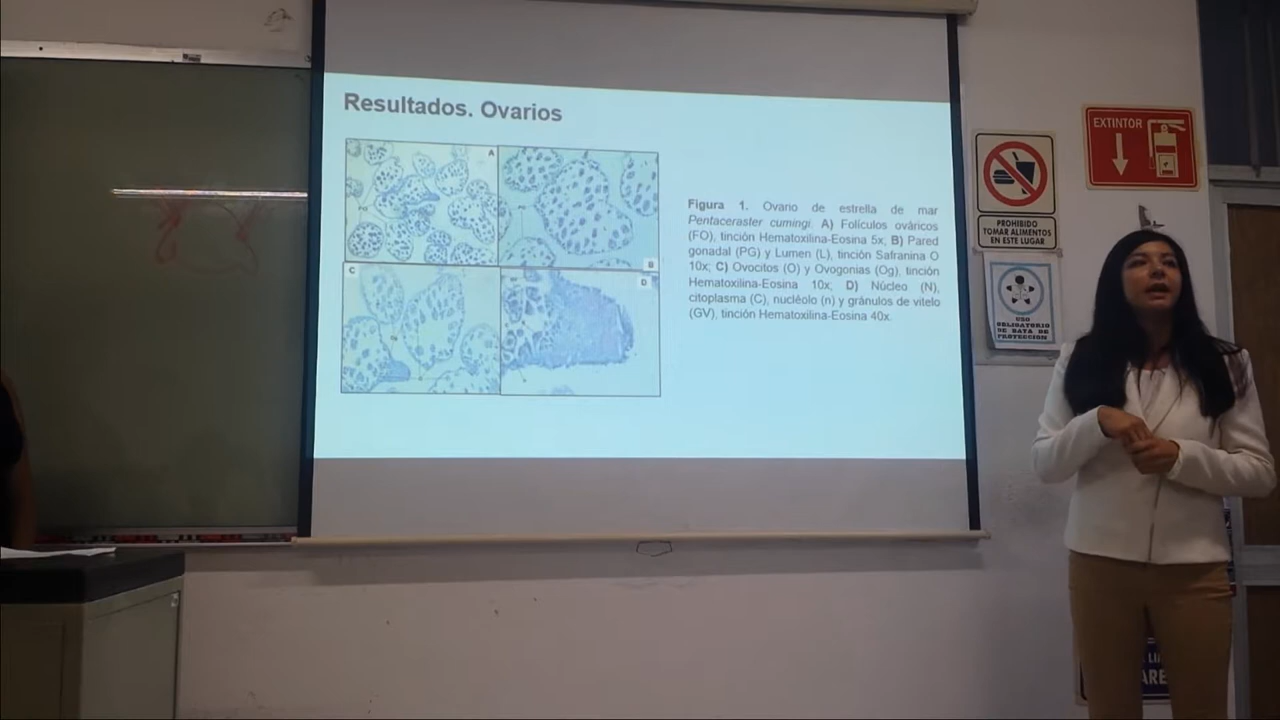 Resultados. Ovarios
A
B
C
D
Figura 1. Ovario de estrella de mar
Pentaceraster cumingi. A) Folículos ováricos
(FO), tinción Hematoxilina-Eosina 5x; B) Pared
gonadal (PG) y Lumen (L), tinción Safranina O
10x; C) Ovocitos (O) y Ovogonias (Og), tinción
Hematoxilina-Eosina 10x; D) Núcleo (N),
citoplasma (C), nucléolo (n) y gránulos de vitelo
(GV), tinción Hematoxilina-Eosina 40x.
PROHIBIDO
TOMAR ALIMENTOS
EN ESTE LUGAR
EXTINTOR
USO
OBLIGATORIO
DE BATA DE
PROTECCION